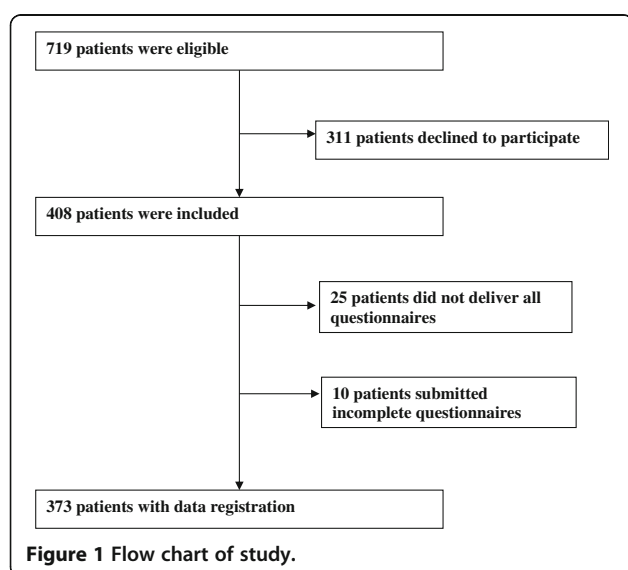 719 patients were eligible
311 patients declined to participate
408 patients were included
25 patients did not deliver all
questionnaires
10 patients submitted
incomplete questionnaires
373 patients with data registration
Figure 1 Flow chart of study.